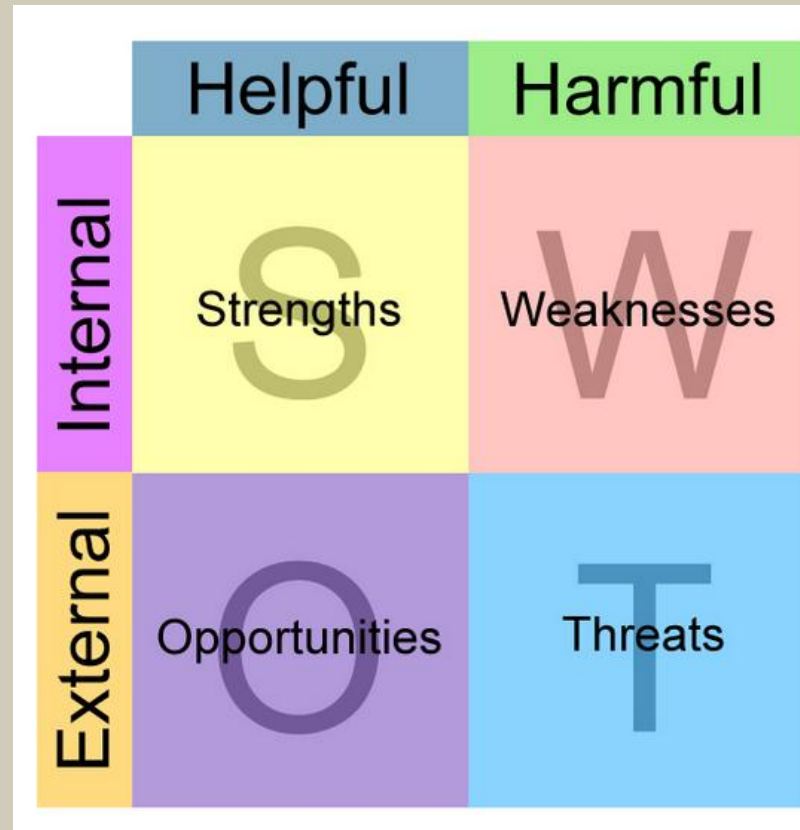 Helpful Harmful
Internal
S
Strengths
W
Weaknesses
External
O
Opportunities
T
Threats